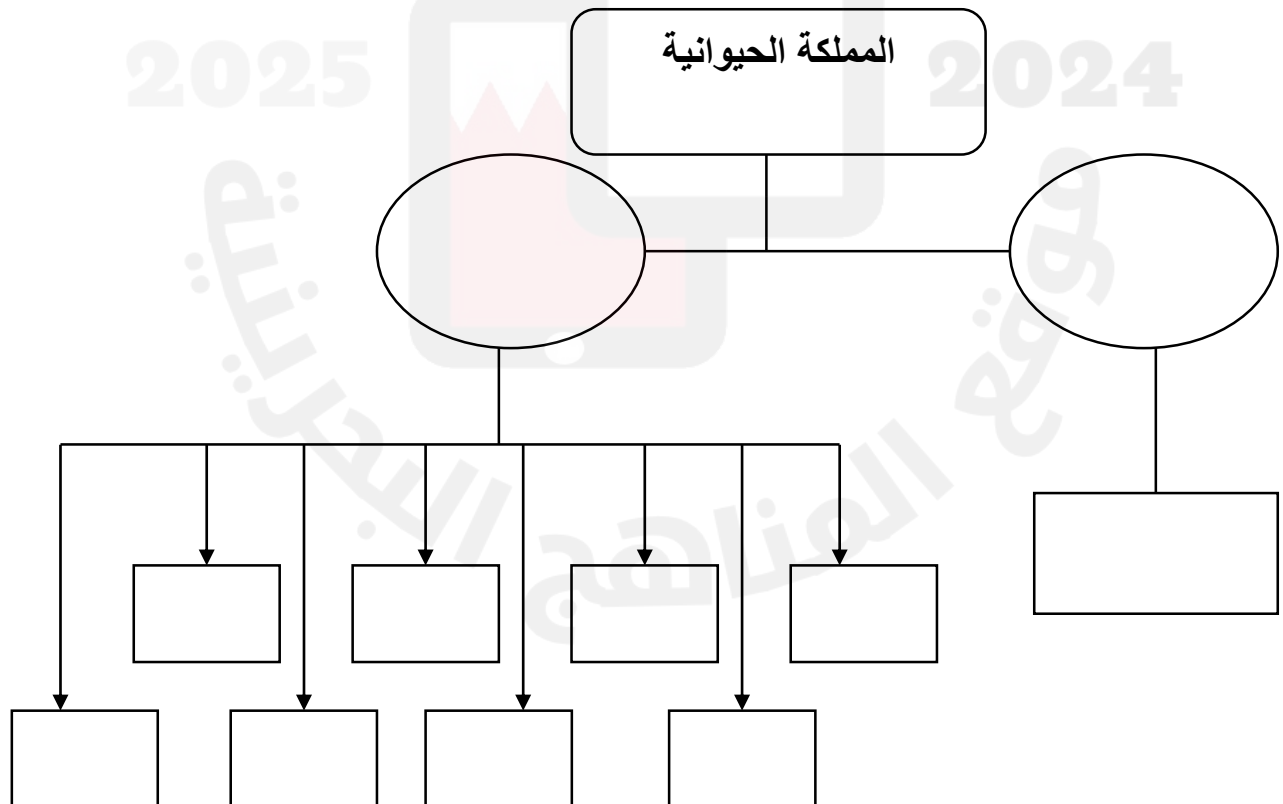 المملكة الحيوانية
2024
2025
موقع
المناهج
البحرينية